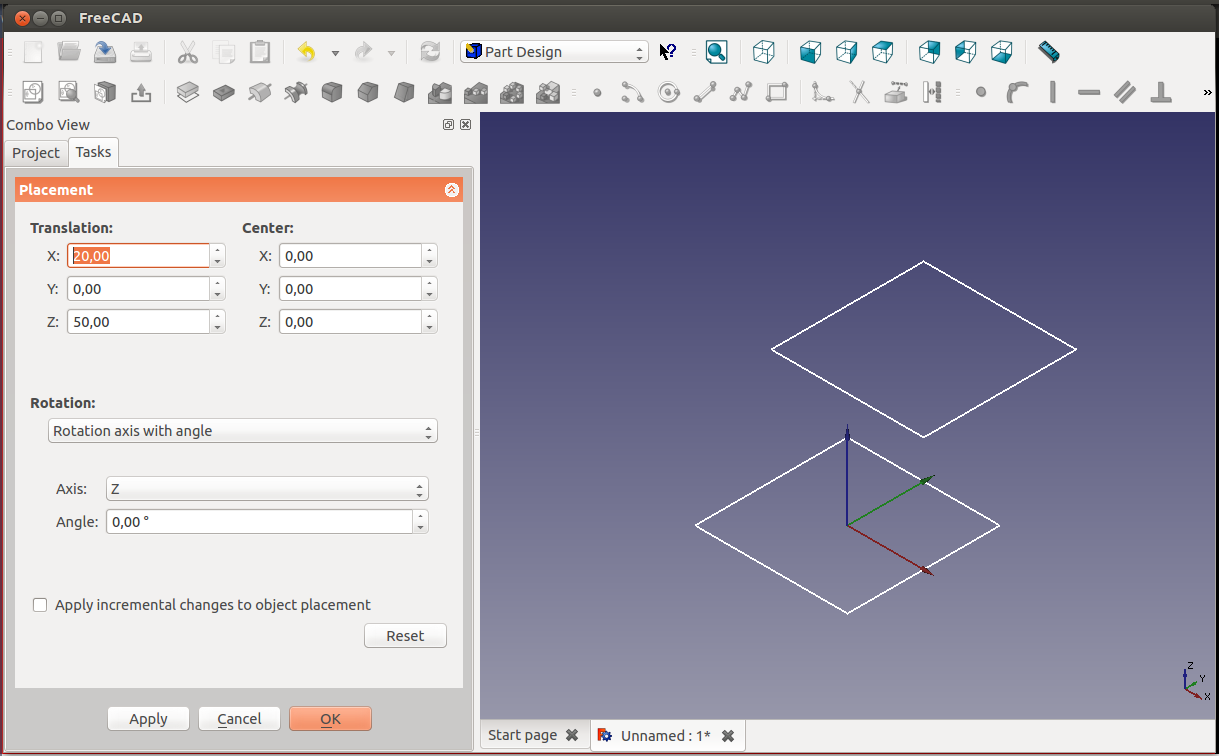 FreeCAD
Part Design
»
Combo View
Project Tasks
Placement
Translation: Center:
X: 20,00 X: 0,00
Y: 0,00 Y: 0,00
Z: 50,00 Z: 0,00
Rotation:
Rotation axis with angle
Axis: Z
Angle: 0,00 °
Apply incremental changes to object placement
Reset
Apply Cancel OK
Z
Y
X
Start page Unnamed : 1*